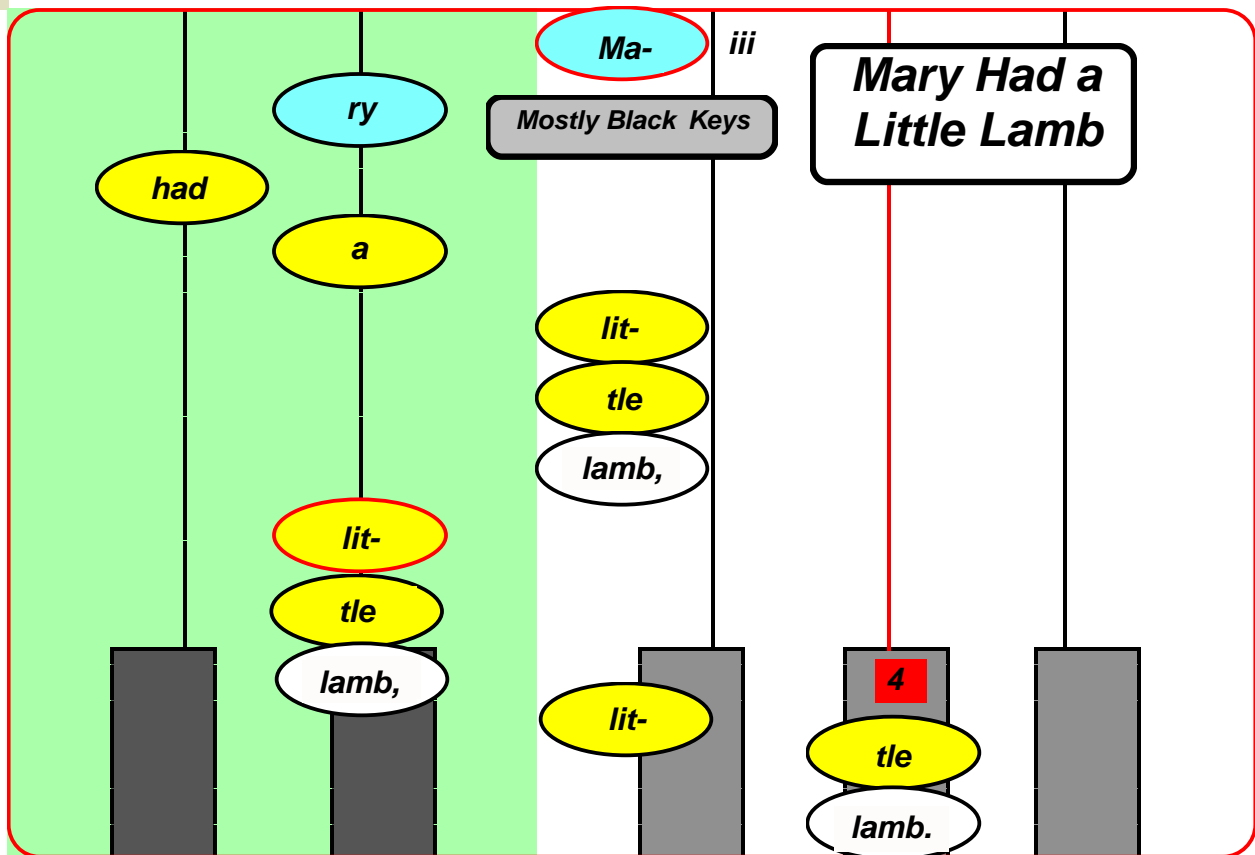 Ma-
iii
Mary Had a
Little Lamb
ry
Mostly Black Keys
had
a
lit-
tle
lamb,
lit-
tle
lamb,
4
lit-
tle
lamb.